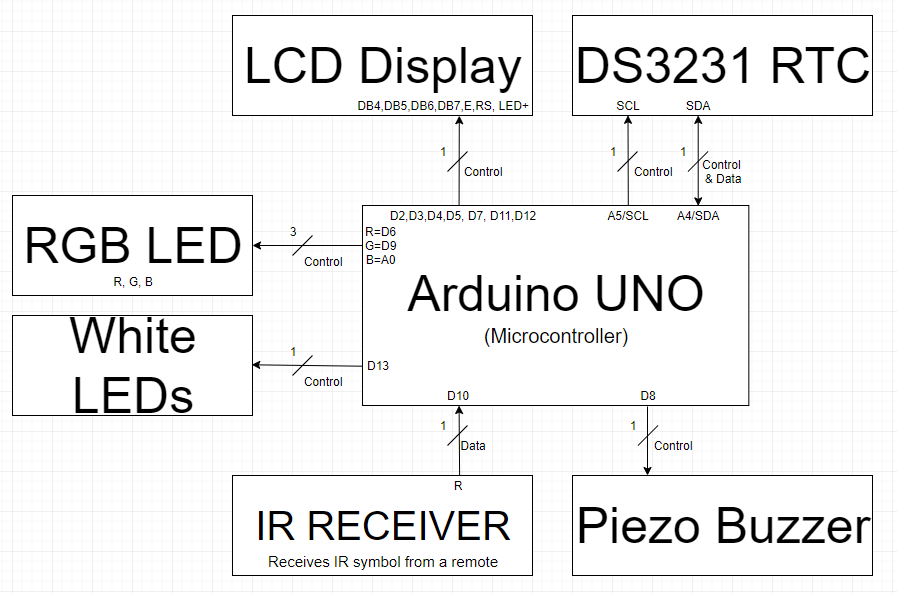 LCD Display
DB4,DB5,DB6,DB7,E,RS, LED+
DS3231 RTC
SCL
SDA
1
Control
1
Control
1
Control
& Data
RGB LED
R, G, B
3
Control
White
LEDs
1
Control
D2,D3,D4,D5, D7, D11,D12
A5/SCL
A4/SDA
R=D6
G=D9
B=A0
Arduino UNO
(Microcontroller)
D13
D10
D8
1
Data
1
Control
R
IR RECEIVER
Receives IR symbol from a remote
Piezo Buzzer